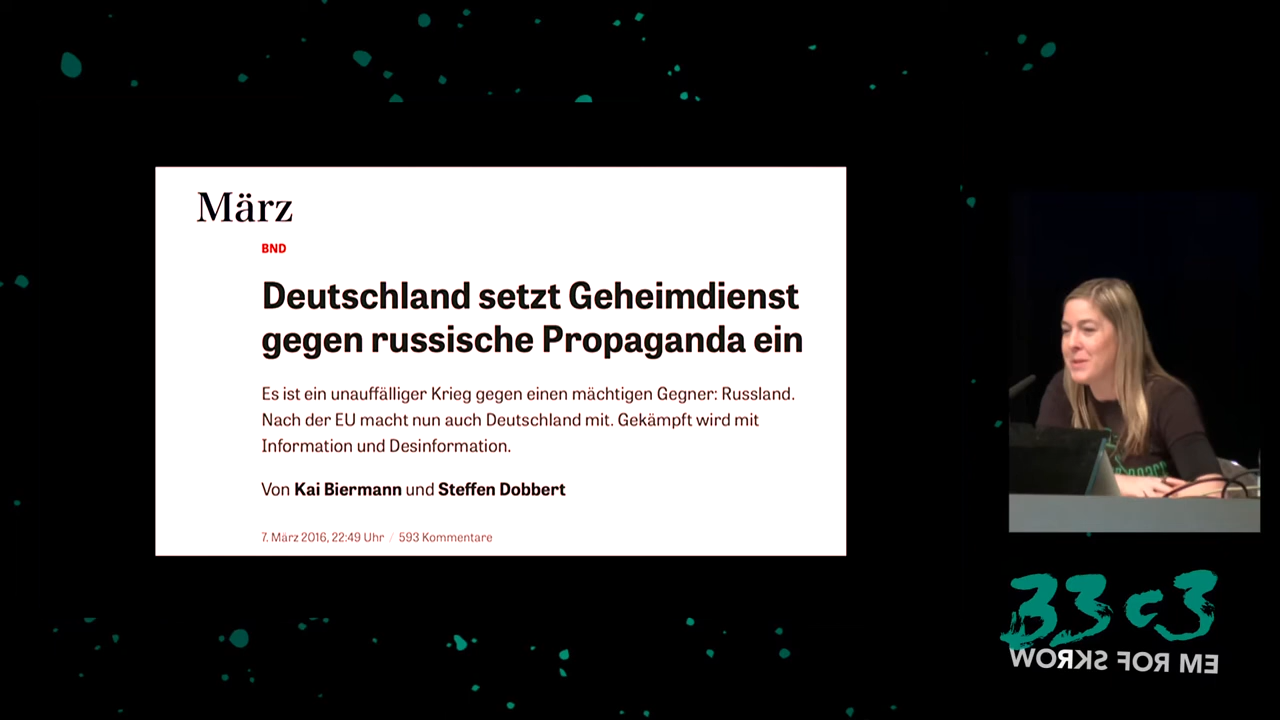 März
BND
Deutschland setzt Geheimdienst
gegen russische Propaganda ein
Es ist ein unauffälliger Krieg gegen einen mächtigen Gegner: Russland.
Nach der EU macht nun auch Deutschland mit. Gekämpft wird mit
Information und Desinformation.
Von Kai Biermann und Steffen Dobbert
7. März 2016, 22:49 Uhr / 593 Kommentare
33c3
WORKS FOR ME